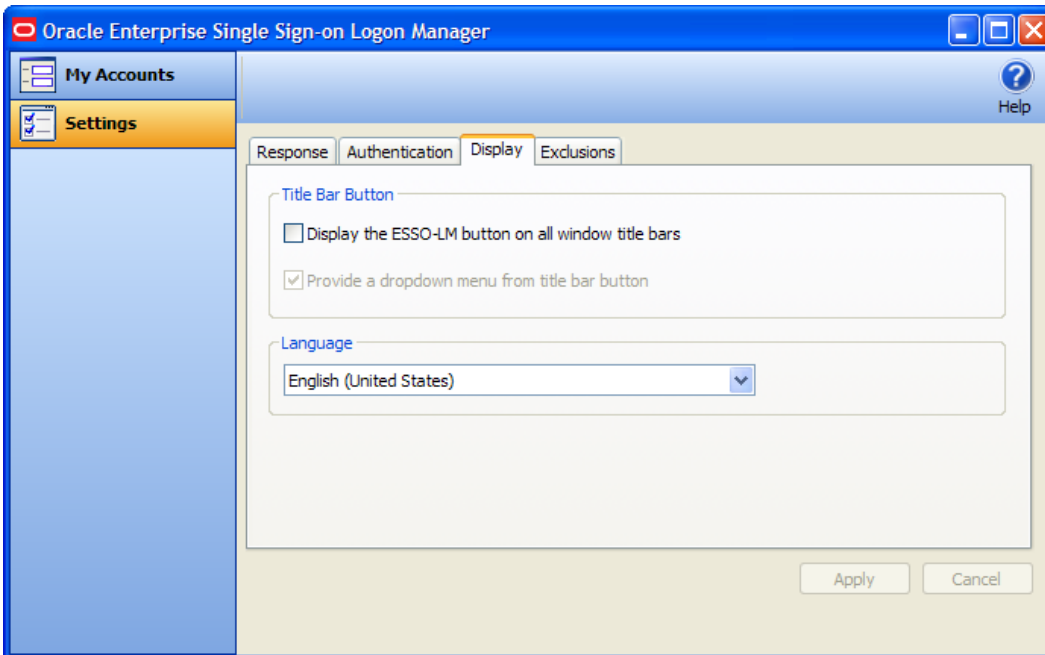 Oracle Enterprise Single Sign-on Logon Manager
My Accounts
Settings
Help
Response Authentication Display Exclusions
Title Bar Button
Display the ESSO-LM button on all window title bars
Provide a dropdown menu from title bar button
Language
English (United States)
Apply Cancel